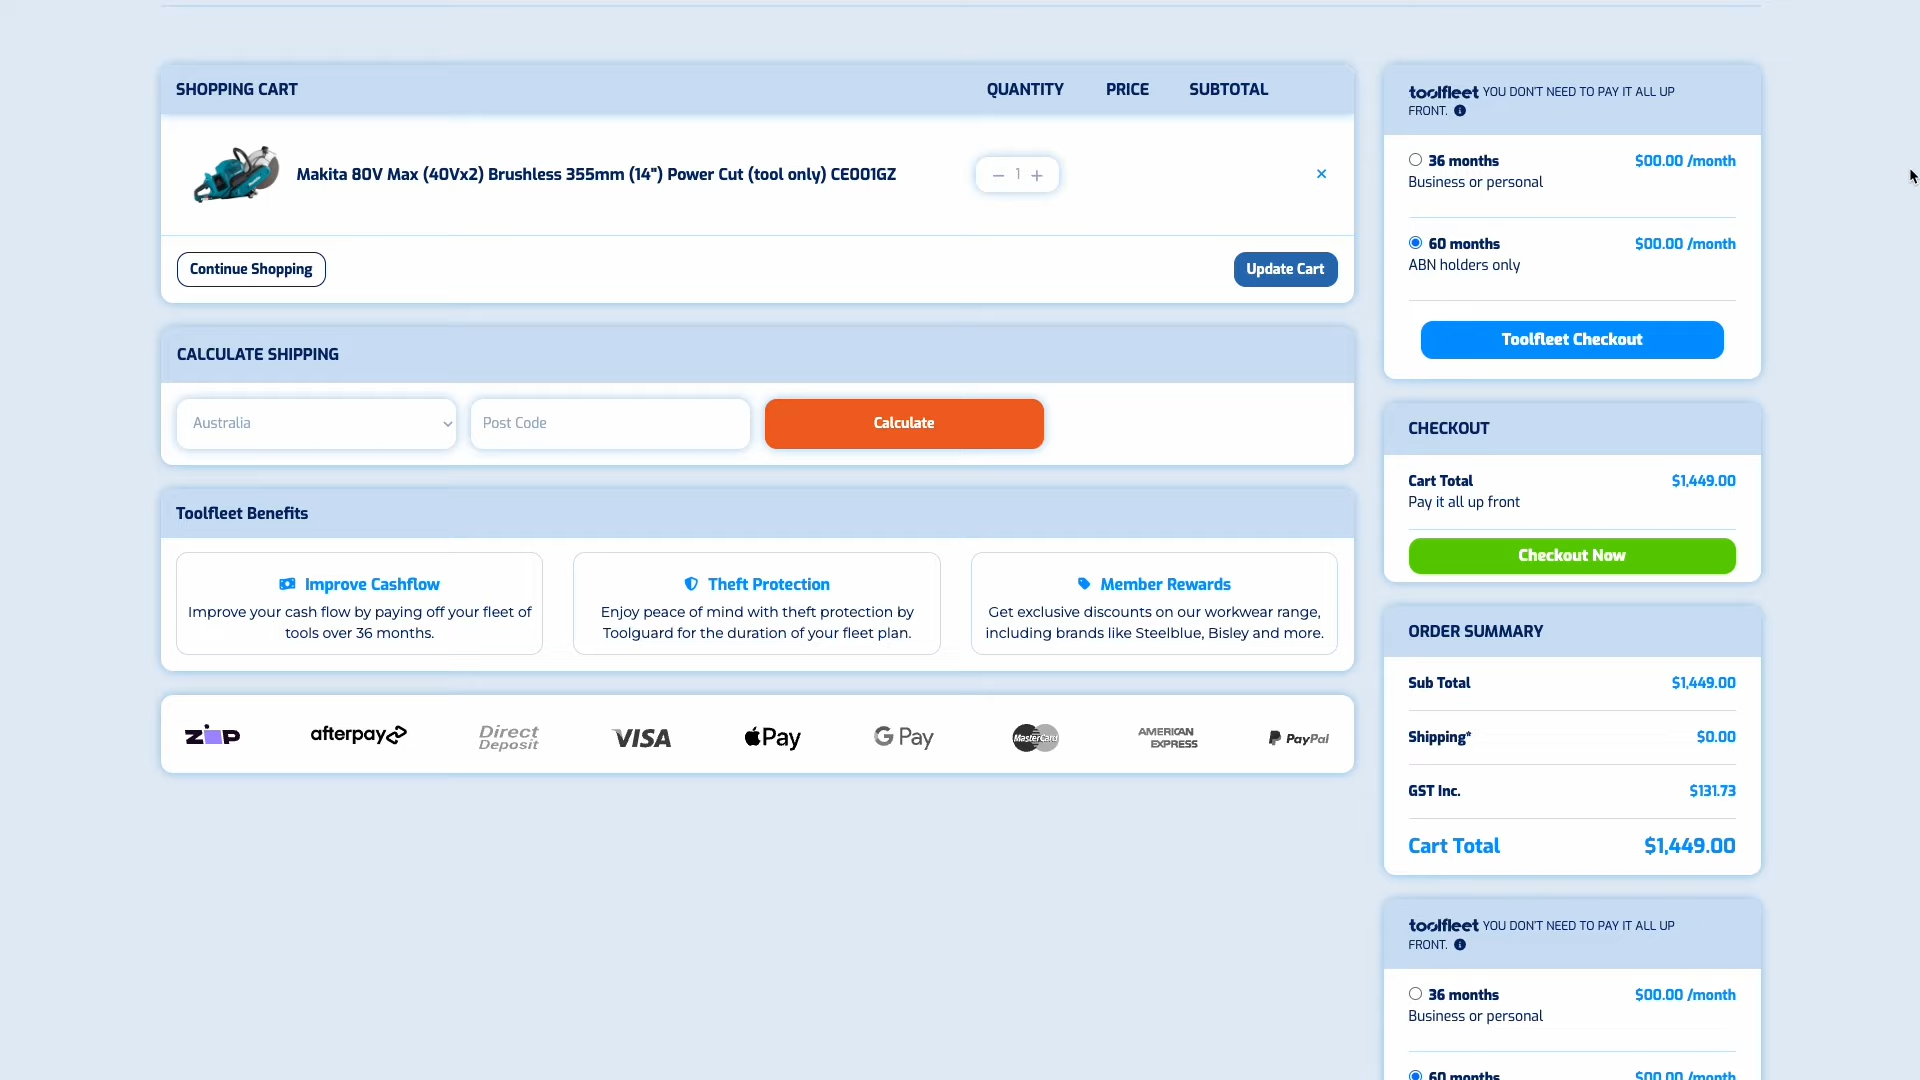 SHOPPING CART QUANTITY PRICE SUBTOTAL
Makita 80V Max (40Vx2) Brushless 355mm (14") Power Cut (tool only) CE001GZ
1
Continue Shopping
Update Cart
CALCULATE SHIPPING
Australia
Post Code
Calculate
Toolfleet Benefits
Improve Cashflow
Improve your cash flow by paying off your fleet of
tools over 36 months.
Theft Protection
Enjoy peace of mind with theft protection by
Toolguard for the duration of your fleet plan.
Member Rewards
Get exclusive discounts on our workwear range,
including brands like Steelblue, Bisley and more.
zip
afterpay
Direct
Deposit
VISA
Pay
G Pay
MasterCard
AMERICAN
EXPRESS
PayPal
toolfleet YOU DON'T NEED TO PAY IT ALL UP
FRONT.
36 months $00.00 /month
Business or personal
60 months $00.00 /month
ABN holders only
Toolfleet Checkout
CHECKOUT
Cart Total $1,449.00
Pay it all up front
Checkout Now
ORDER SUMMARY
Sub Total $1,449.00
Shipping* $0.00
GST Inc. $131.73
Cart Total $1,449.00
toolfleet YOU DON'T NEED TO PAY IT ALL UP
FRONT.
36 months $00.00 /month
Business or personal
60 months $00.00 /month